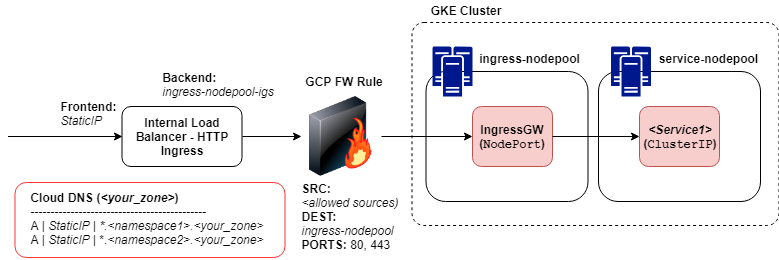 GKE Cluster
ingress-nodepool
service-nodepool
Backend:
ingress-nodepool-igs
GCP FW Rule
Frontend:
StaticIP
Internal Load
Balancer - HTTP
Ingress
IngressGW
(NodePort)
<Service1>
(ClusterIP)
SRC:
<allowed sources)
DEST:
ingress-nodepool
PORTS: 80, 443
Cloud DNS (<your_zone>)
--------------------------------------------
A | StaticIP | *.<namespace1>.<your_zone>
A | StaticIP | *.<namespace2>.<your_zone>